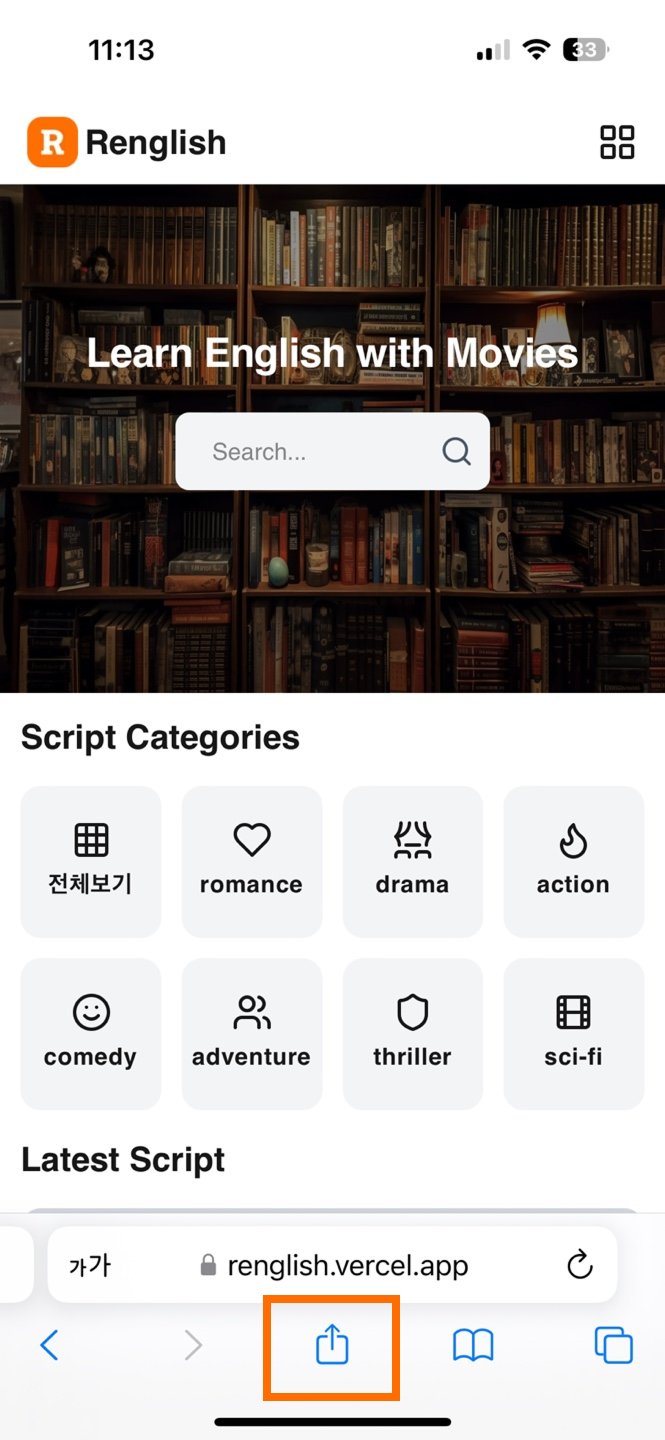 11:13
33
R Renglish
Learn English with Movies
Search...
Script Categories
전체보기
romance
drama
action
comedy
adventure
thriller
sci-fi
Latest Script
가가
renglish.vercel.app